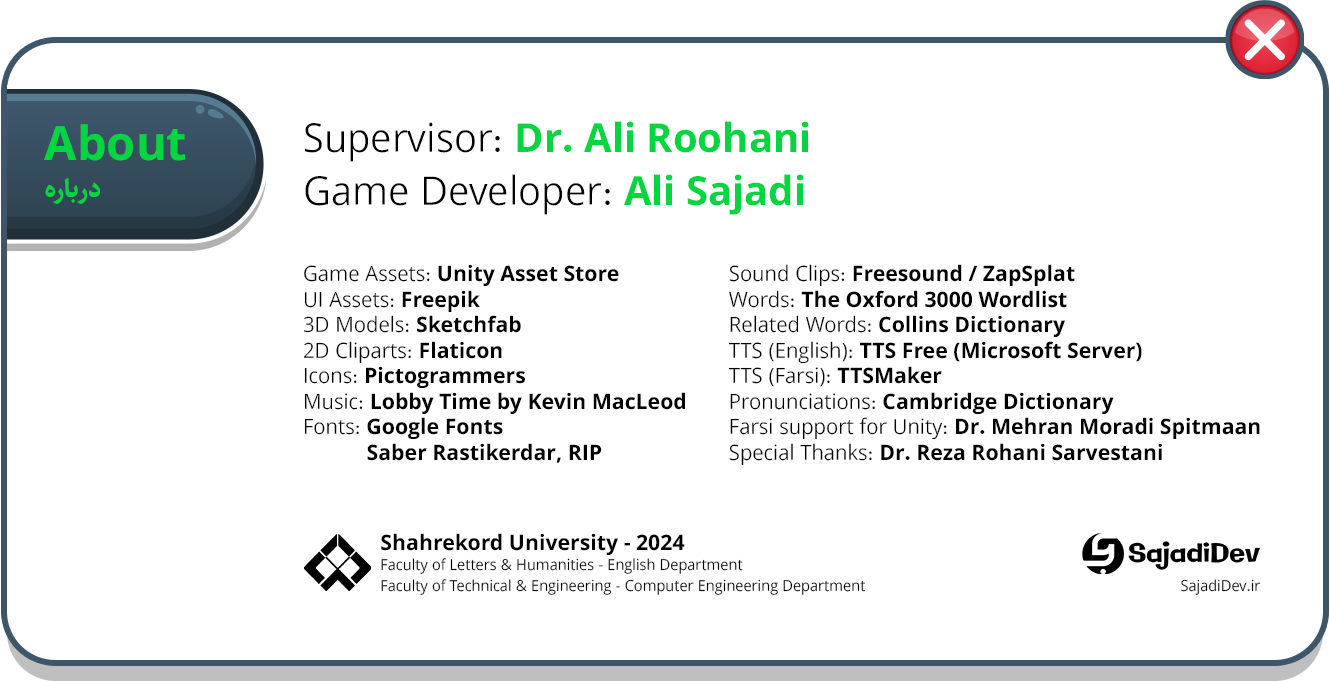 About
درباره
Supervisor: Dr. Ali Roohani
Game Developer: Ali Sajadi
Game Assets: Unity Asset Store
UI Assets: Freepik
3D Models: Sketchfab
2D Cliparts: Flaticon
Icons: Pictogrammers
Music: Lobby Time by Kevin MacLeod
Fonts: Google Fonts
Saber Rastikerdar, RIP
Sound Clips: Freesound / ZapSplat
Words: The Oxford 3000 Wordlist
Related Words: Collins Dictionary
TTS (English): TTS Free (Microsoft Server)
TTS (Farsi): TTSMaker
Pronunciations: Cambridge Dictionary
Farsi support for Unity: Dr. Mehran Moradi Spitmaan
Special Thanks: Dr. Reza Rohani Sarvestani
Shahrekord University - 2024
Faculty of Letters & Humanities - English Department
Faculty of Technical & Engineering - Computer Engineering Department
SajadiDev
SajadiDev.ir